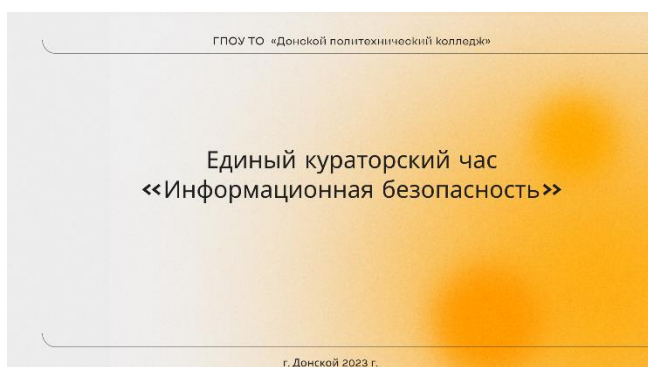 ГПОУ ТО «Донской политехнический колледж»
Единый кураторский час
«Информационная безопасность»
г. Донской 2023 г.